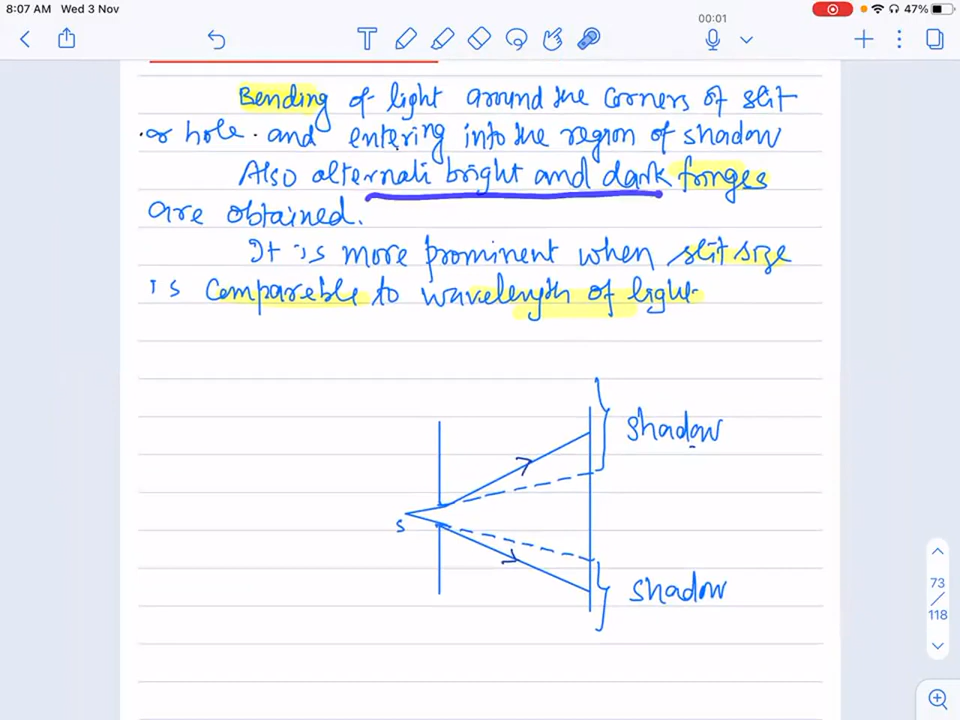 8:07 AM Wed 3 Nov
47%
00:01
Bending of light around the corners of slit
or hole. and entering into the region of shadow
Also alternati bright and dark fringes
are obtained.
It is more prominent when slit size
is Compareble to wavelength of light.
shadow
S
shadow
73
118